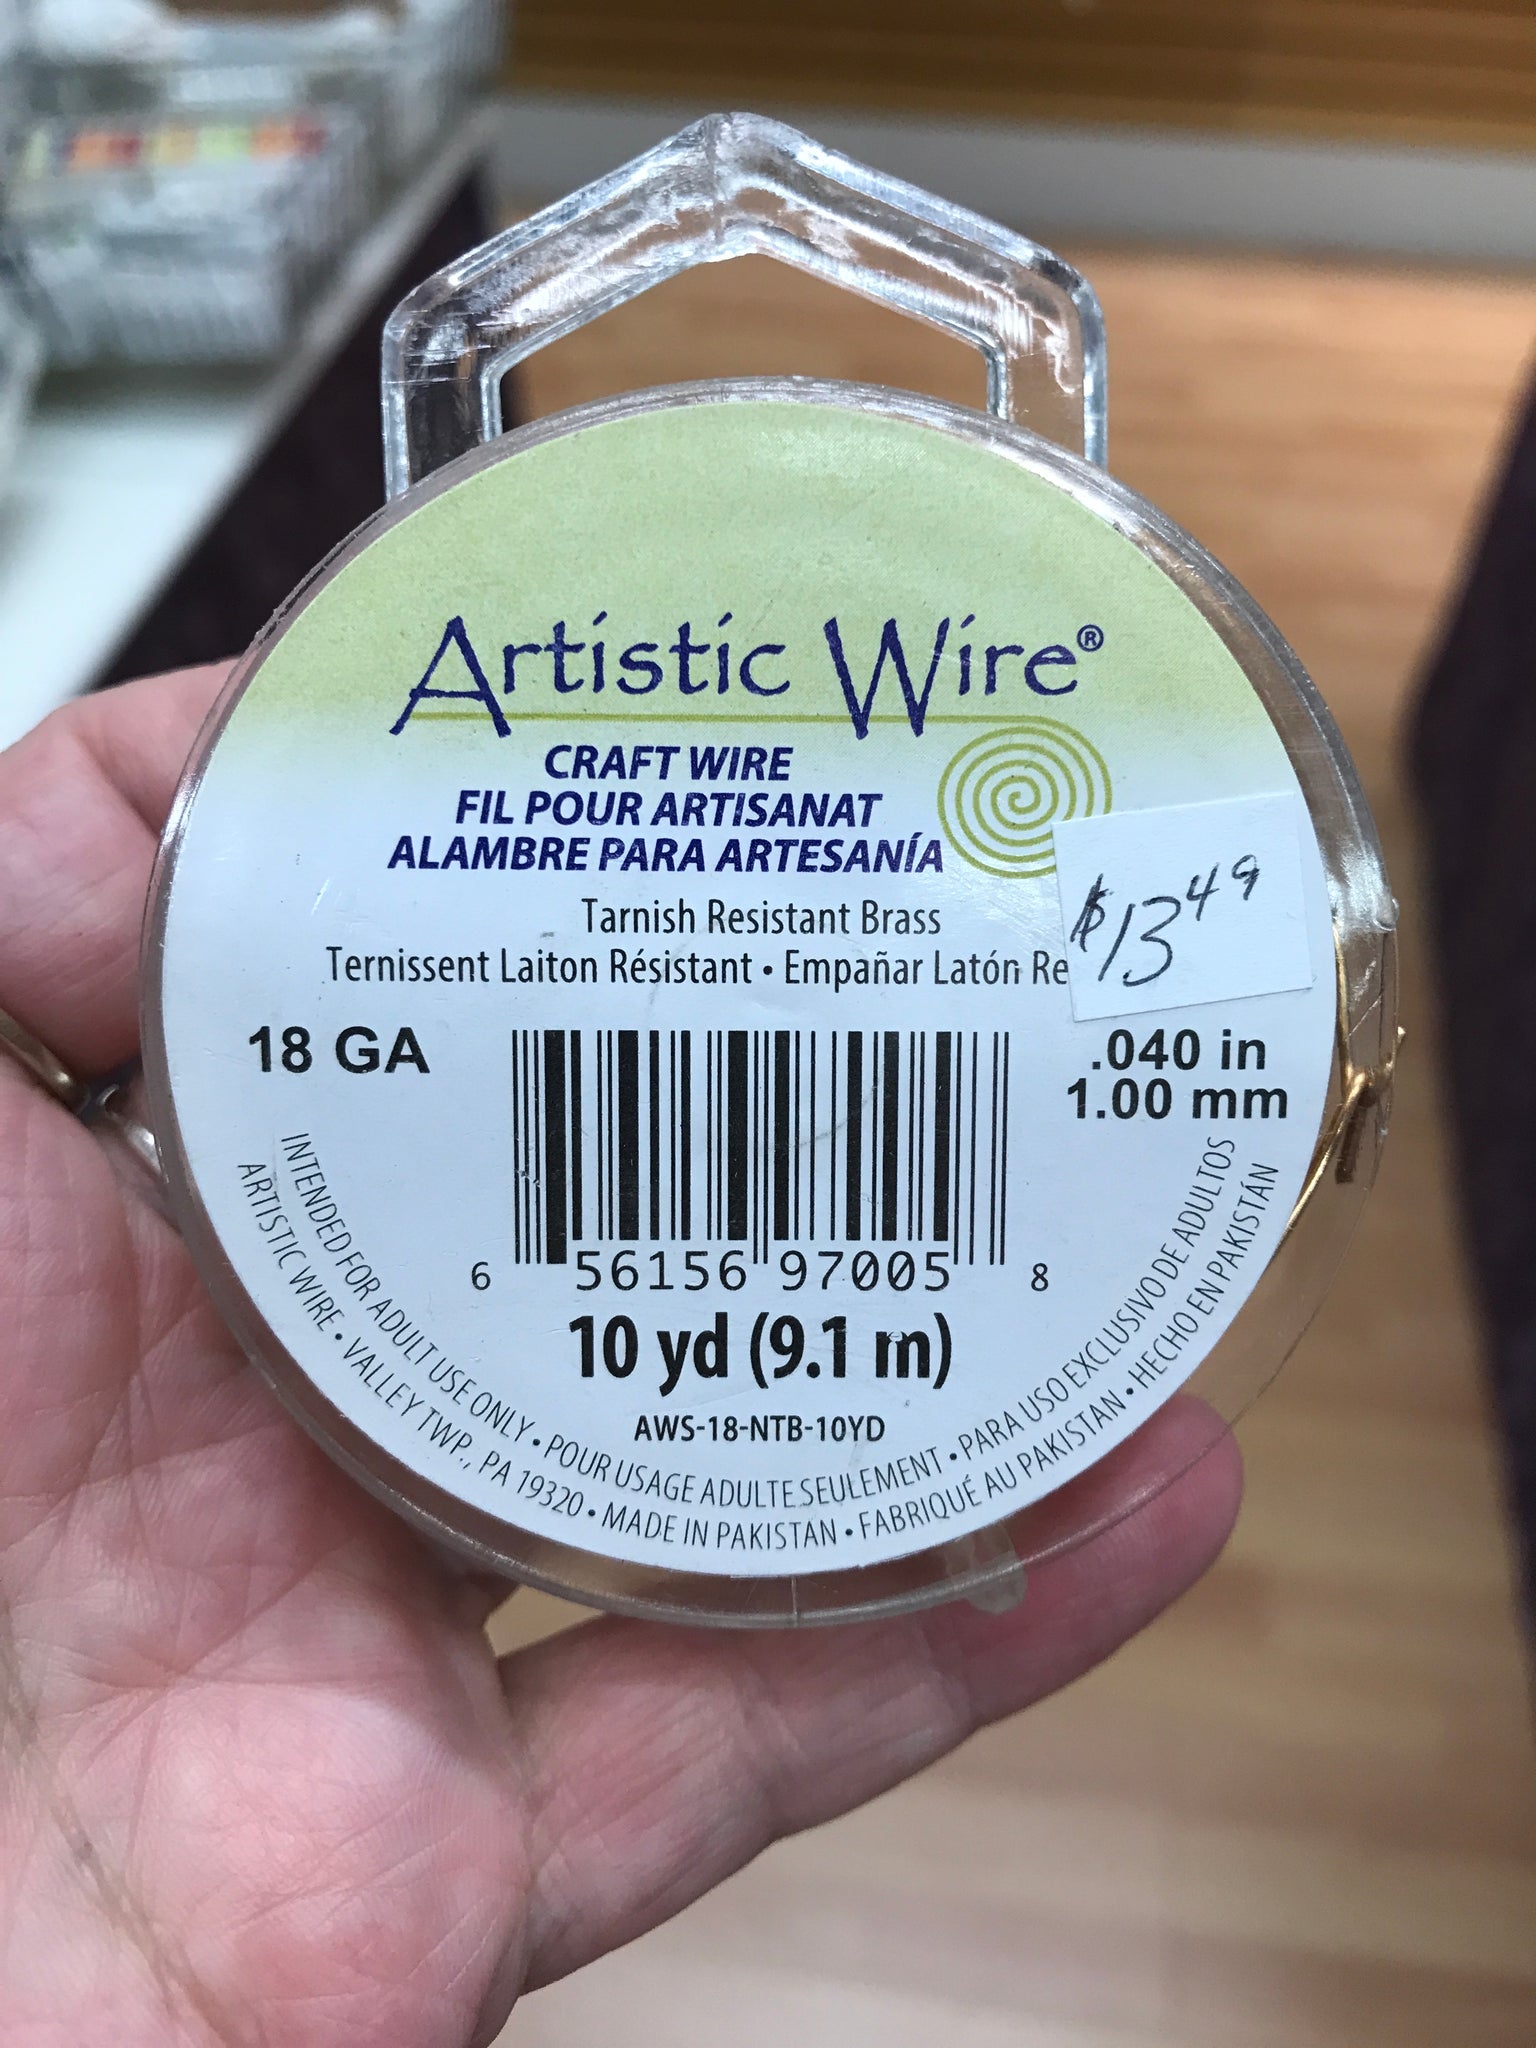 Artistic Wire®
CRAFT WIRE
FIL POUR ARTISANAT
ALAMBRE PARA ARTESANÍA
Tarnish Resistant Brass
Ternissent Laiton Résistant • Empañar Latón Re
$13 49
18 GA
.040 in
1.00 mm
6 56156 97005 8
10 yd (9.1 m)
AWS-18-NTB-10YD
INTENDED FOR ADULT USE ONLY • POUR USAGE ADULTE SEULEMENT • PARA USO EXCLUSIVO DE ADULTOS
ARTISTIC WIRE • VALLEY TWP., PA 19320 • MADE IN PAKISTAN • FABRIQUÉ AU PAKISTAN • HECHO EN PAKISTÁN